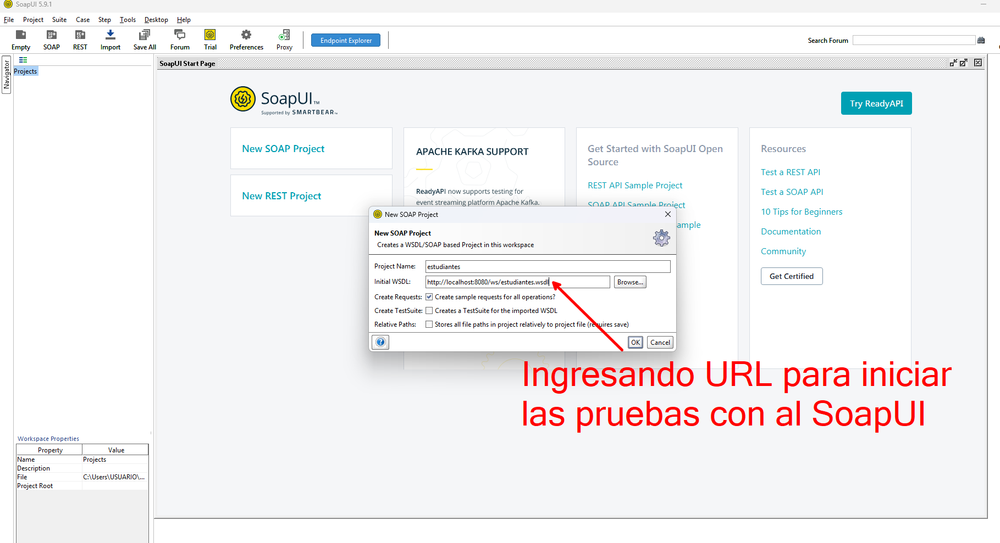 SoapUI 5.9.1
File Project Suite Case Step Tools Desktop Help
Empty SOAP REST Import Save All Forum Trial Preferences Proxy
Endpoint Explorer
Search Forum
Navigator
Projects
SoapUI Start Page
SoapUI™
Supported by SMARTBEAR™
Try ReadyAPI
New SOAP Project
New REST Project
APACHE KAFKA SUPPORT
ReadyAPI now supports testing for
event streaming platform Apache Kafka.
Get Started with SoapUI Open
Source
REST API Sample Project
SOAP API Sample Project
ample
Resources
Test a REST API
Test a SOAP API
10 Tips for Beginners
Documentation
Community
Get Certified
New SOAP Project
New SOAP Project
Creates a WSDL/SOAP based Project in this workspace
Project Name: estudiantes
Initial WSDL: http://localhost:8080/ws/estudiantes.wsdl Browse...
Create Requests: Create sample requests for all operations?
Create TestSuite: Creates a TestSuite for the imported WSDL
Relative Paths: Stores all file paths in project relatively to project file (requires save)
OK Cancel
Ingresando URL para iniciar
las pruebas con al SoapUI
Workspace Properties
Property Value
Name Projects
Description
File C:\Users\USUARIO\...
Project Root